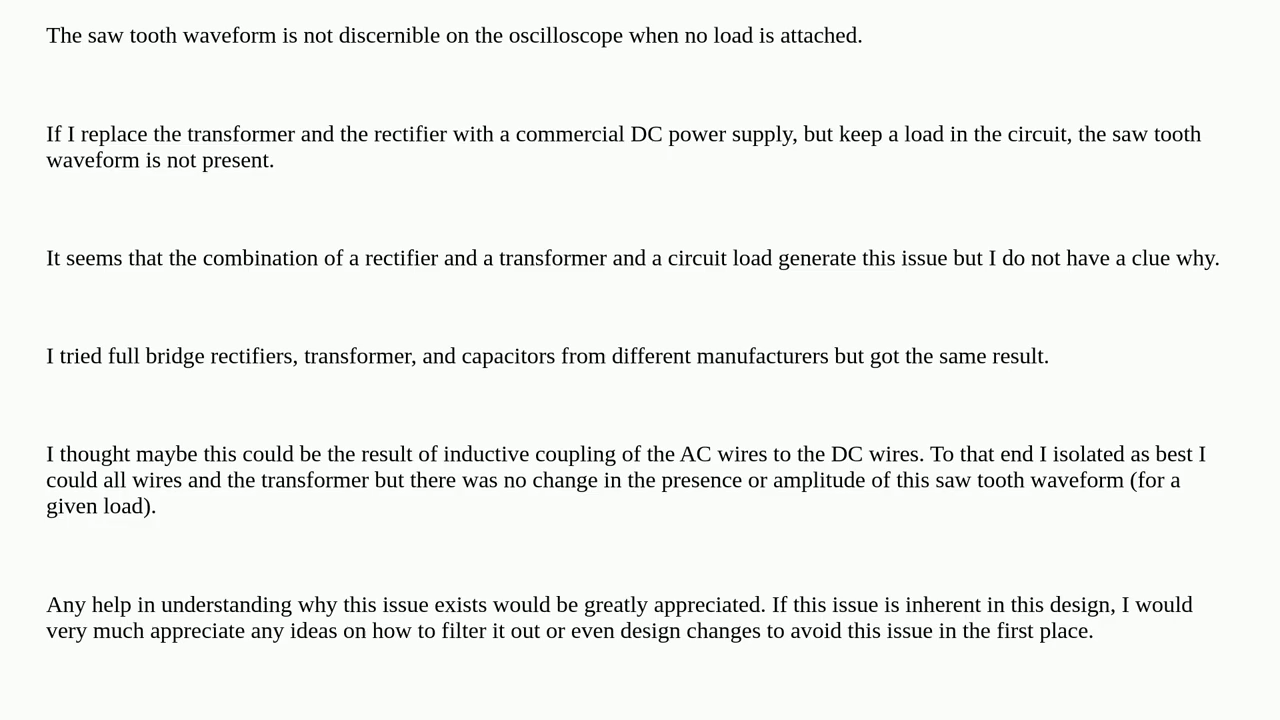 The saw tooth waveform is not discernible on the oscilloscope when no load is attached.
If I replace the transformer and the rectifier with a commercial DC power supply, but keep a load in the circuit, the saw tooth
waveform is not present.
It seems that the combination of a rectifier and a transformer and a circuit load generate this issue but I do not have a clue why.
I tried full bridge rectifiers, transformer, and capacitors from different manufacturers but got the same result.
I thought maybe this could be the result of inductive coupling of the AC wires to the DC wires. To that end I isolated as best I
could all wires and the transformer but there was no change in the presence or amplitude of this saw tooth waveform (for a
given load).
Any help in understanding why this issue exists would be greatly appreciated. If this issue is inherent in this design, I would
very much appreciate any ideas on how to filter it out or even design changes to avoid this issue in the first place.